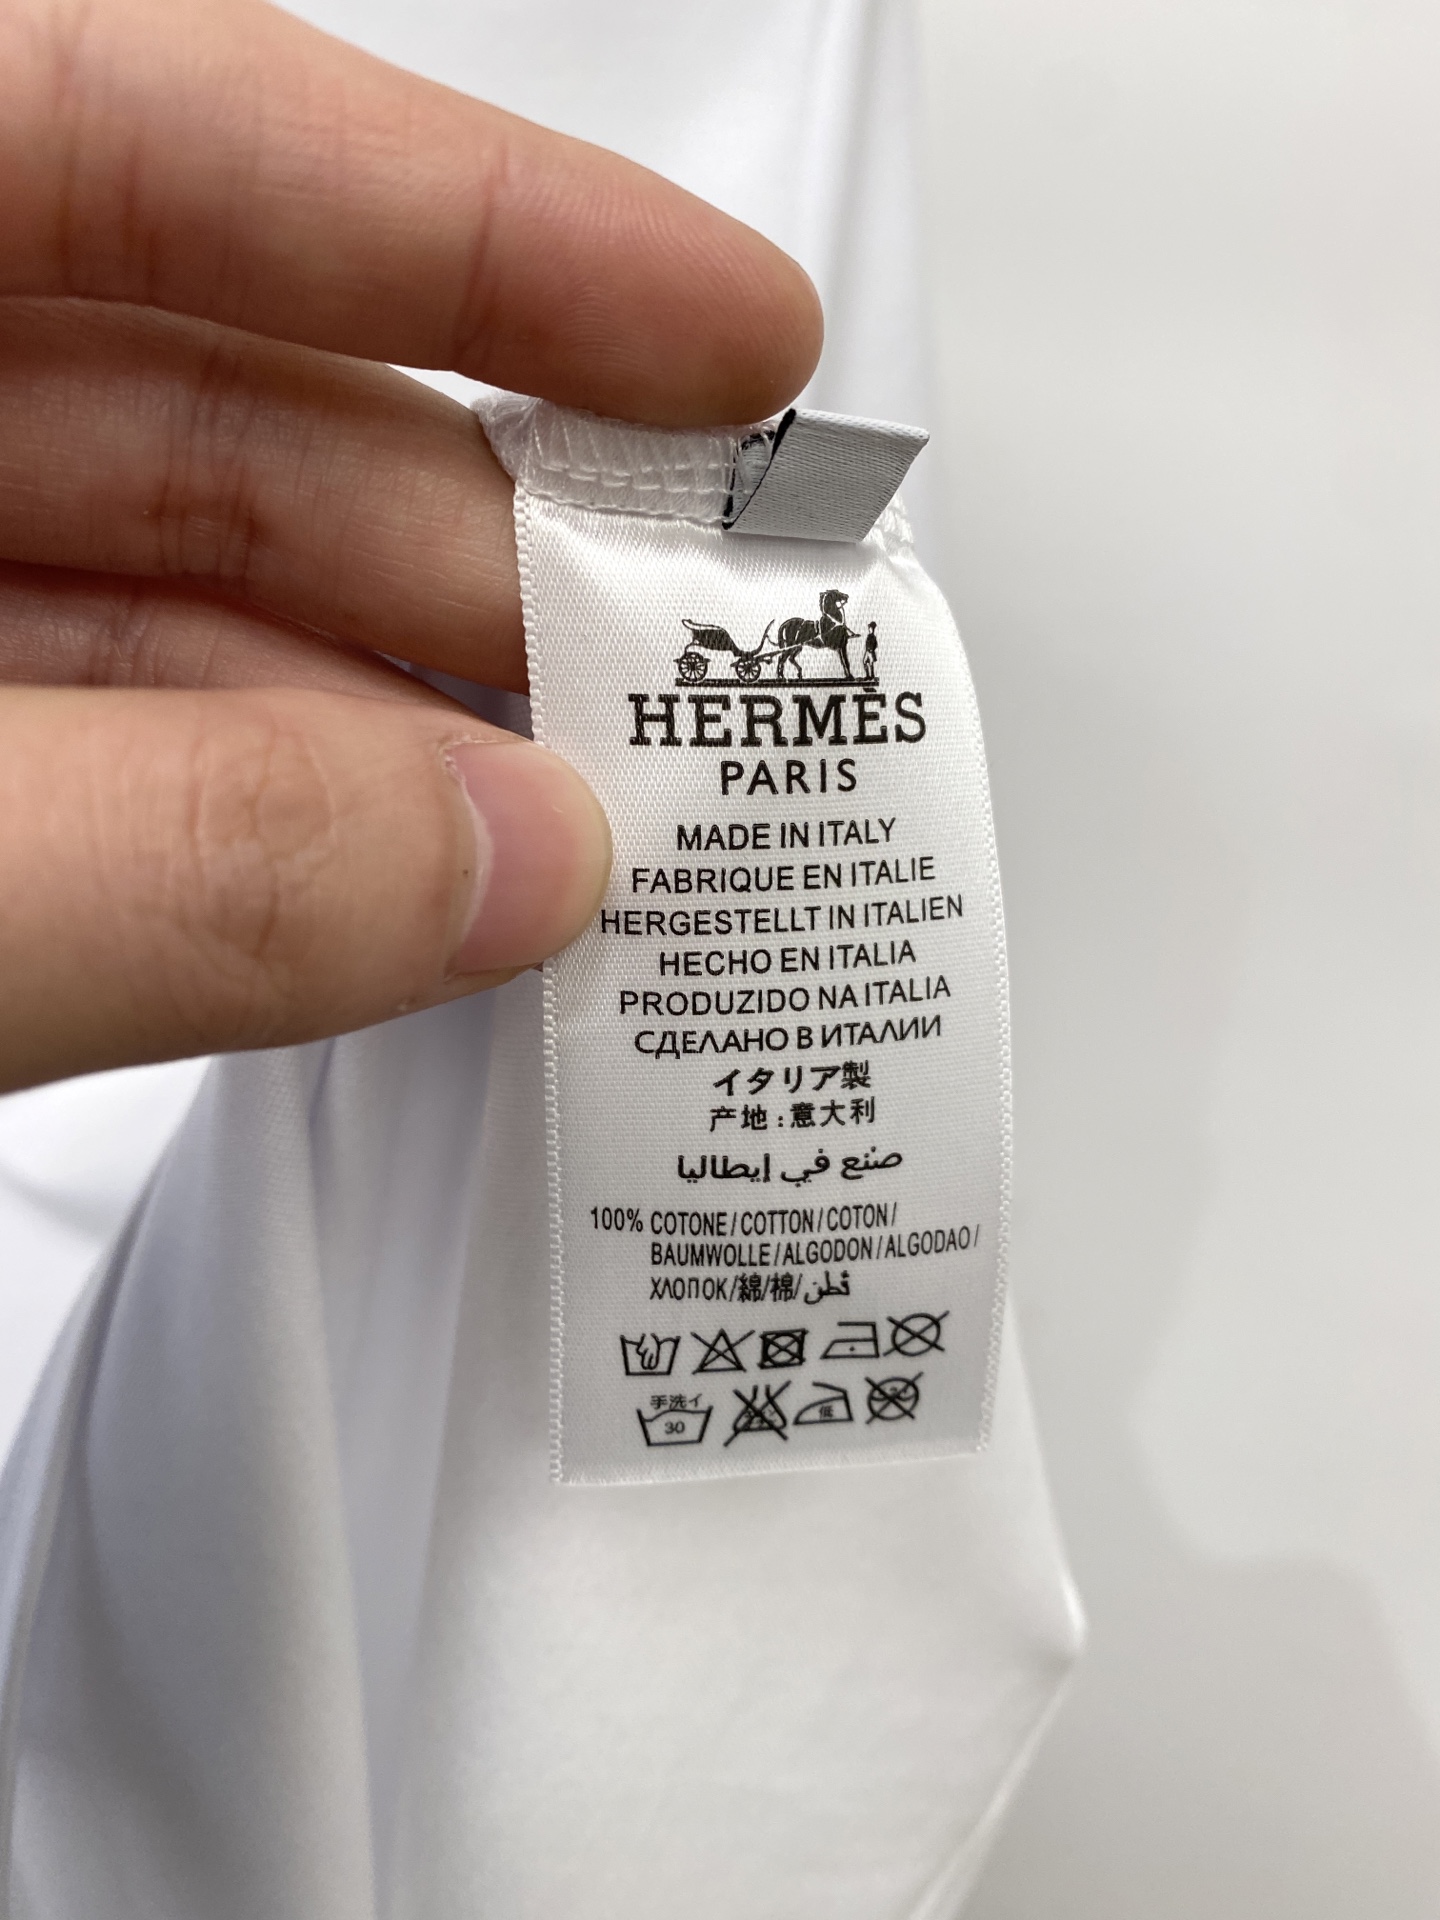 HERMÈS
PARIS
MADE IN ITALY
FABRIQUE EN ITALIE
HERGESTELLT IN ITALIEN
HECHO EN ITALIA
PRODUZIDO NA ITALIA
СДЕЛАНО В ИТАЛИИ
イタリア製
产地:意大利
صنع في إيطاليا
100% COTONE/COTTON/COTON/
BAUMWOLLE/ALGODON/ALGODAO/
ХЛОПОК/綿/棉/قطن
手洗イ
30
低